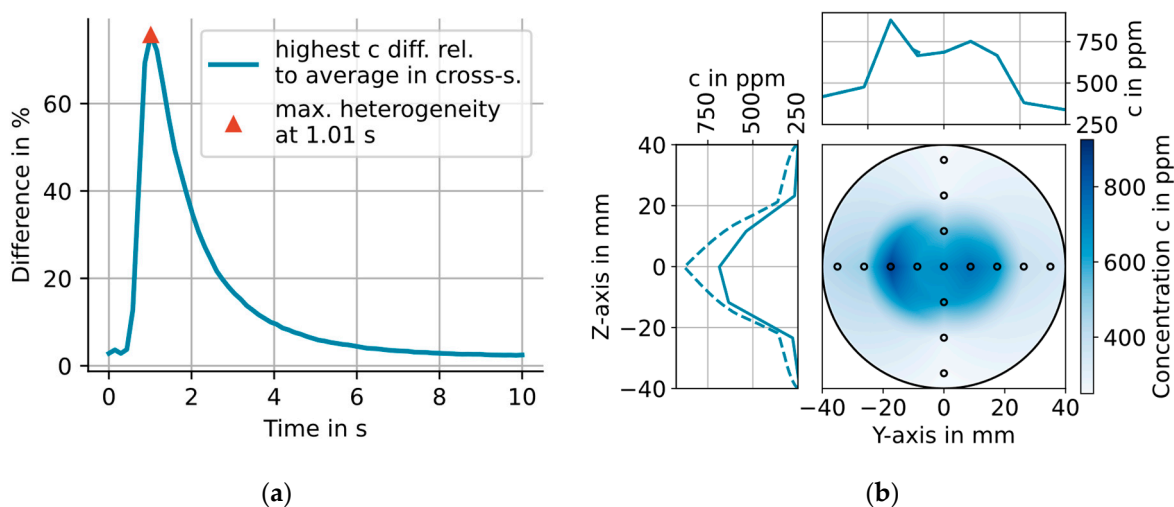 highest c diff. rel.
to average in cross-s.
max. heterogeneity
at 1.01 s
Difference in %
60
40
20
0
0 2 4 6 8 10
Time in s
(a)
c in ppm
750
500
250
750 500 250
c in ppm
40
20
0
−20
−40
Z-axis in mm
−40 −20 0 20 40
Y-axis in mm
800
600
400
Concentration c in ppm
(b)